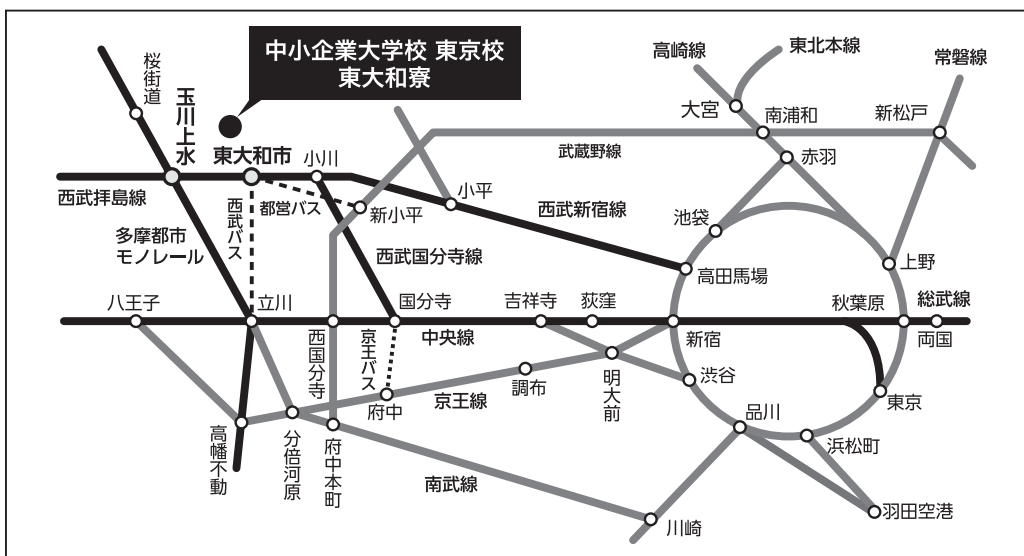 中小企業大学校 東京校
東大和寮
高崎線
東北本線
常磐線
桜街道
玉川上水
大宮
南浦和
新松戸
東大和市
小川
武蔵野線
赤羽
西武拝島線
西武バス
都営バス
新小平
小平
西武新宿線
池袋
多摩都市
モノレール
西武国分寺線
高田馬場
上野
八王子
立川
国分寺
吉祥寺
荻窪
秋葉原
総武線
西国分寺
京王バス
中央線
新宿
両国
府中
京王線
調布
明大前
渋谷
東京
品川
高幡不動
分倍河原
府中本町
浜松町
南武線
川崎
羽田空港